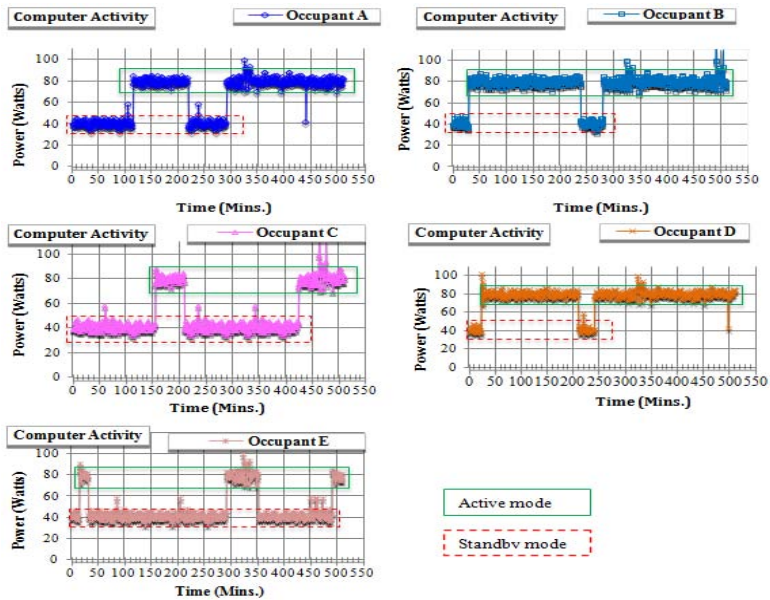 Computer Activity
Occupant A
100
80
60
40
20
0
Power (Watts)
0 50 100 150 200 250 300 350 400 450 500 550
Time (Mins.)
Computer Activity
Occupant B
100
80
60
40
20
0
Power (Watts)
0 50 100 150 200 250 300 350 400 450 500 550
Time (Mins.)
Computer Activity
Occupant C
100
80
60
40
20
0
Power (Watts)
0 50 100 150 200 250 300 350 400 450 500 550
Time (Mins.)
Computer Activity
Occupant D
100
80
60
40
20
0
Power (Watts)
0 50 100 150 200 250 300 350 400 450 500 550
Time (Mins.)
Computer Activity
Occupant E
100
80
60
40
20
0
Power (Watts)
0 50 100 150 200 250 300 350 400 450 500 550
Time (Mins.)
Active mode
Standby mode